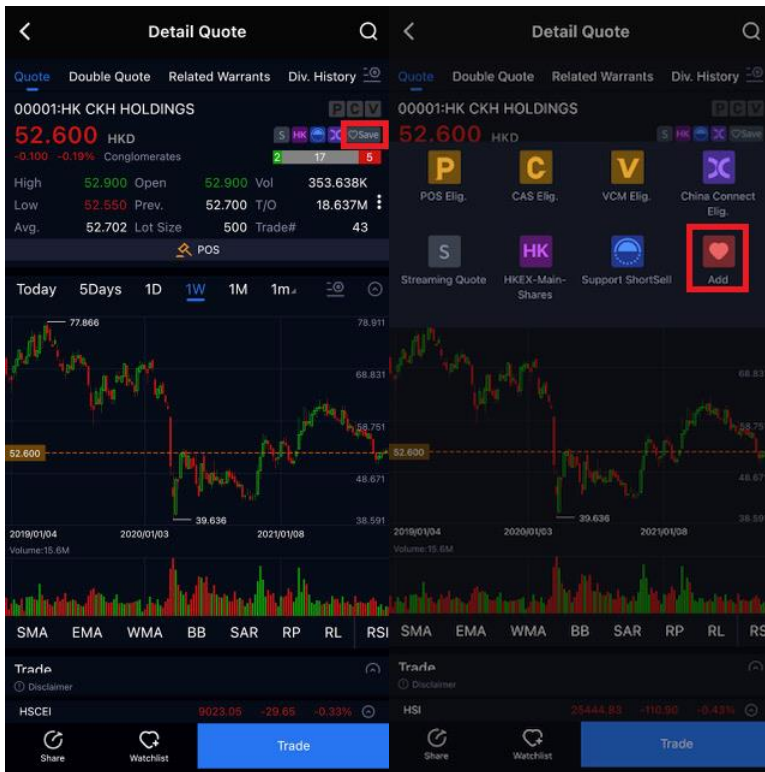 Detail Quote
Quote Double Quote Related Warrants Div. History
00001:HK CKH HOLDINGS P C V
52.600 HKD S HK Save
-0.100 -0.19% Conglomerates 2 17 5
High 52.900 Open 52.900 Vol 353.638K
Low 52.550 Prev. 52.700 T/O 18.637M
Avg. 52.702 Lot Size 500 Trade# 43
POS
Today 5Days 1D 1W 1M 1m
77.866 78.911
68.831
58.751
52.600
48.671
39.636 38.591
2019/01/04 2020/01/03 2021/01/08
Volume:15.6M
SMA EMA WMA BB SAR RP RL RSI
Trade
Disclaimer
HSCEI 9023.05 -29.65 -0.33%
Share Watchlist Trade
Detail Quote
Quote Double Quote Related Warrants Div. History
00001:HK CKH HOLDINGS P C V
52.600 HKD S HK Save
P C V
POS Elig. CAS Elig. VCM Elig. China Connect
Elig.
S HK
Streaming Quote HKEX-Main- Support ShortSell Add
Shares
68.83
58.75
52.600
48.67
39.636 38.59
2019/01/04 2020/01/03 2021/01/08
Volume:15.6M
SMA EMA WMA BB SAR RP RL RS
Trade
Disclaimer
HSI 25444.83 -110.90 -0.43%
Share Watchlist Trade